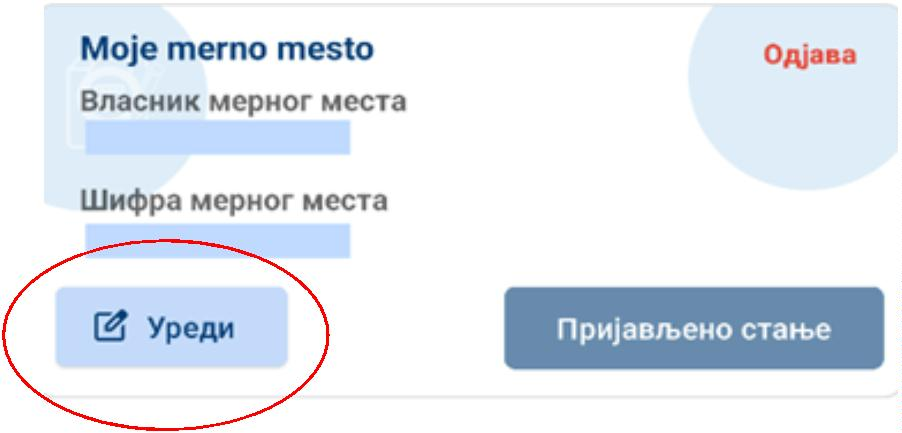 Moje merno mesto
Одјава
Власник мерног места
Шифра мерног места
Уреди
Пријављено стање